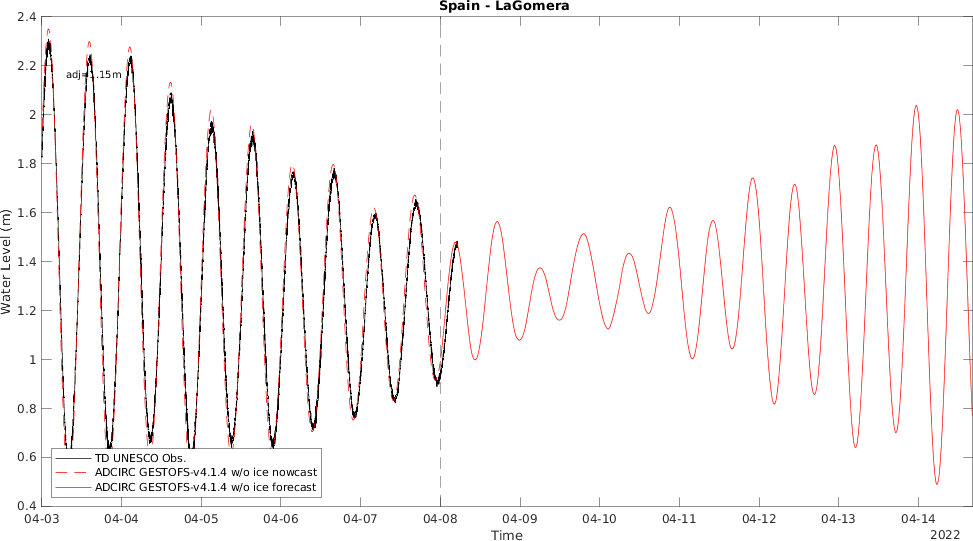 Spain - LaGomera
2.4
2.2
2
1.8
1.6
1.4
1.2
1
0.8
0.6
0.4
Water Level (m)
adj=1.15m
TD UNESCO Obs.
ADCIRC GESTOFS-v4.1.4 w/o ice nowcast
ADCIRC GESTOFS-v4.1.4 w/o ice forecast
04-03 04-04 04-05 04-06 04-07 04-08 04-09 04-10 04-11 04-12 04-13 04-14
Time
2022